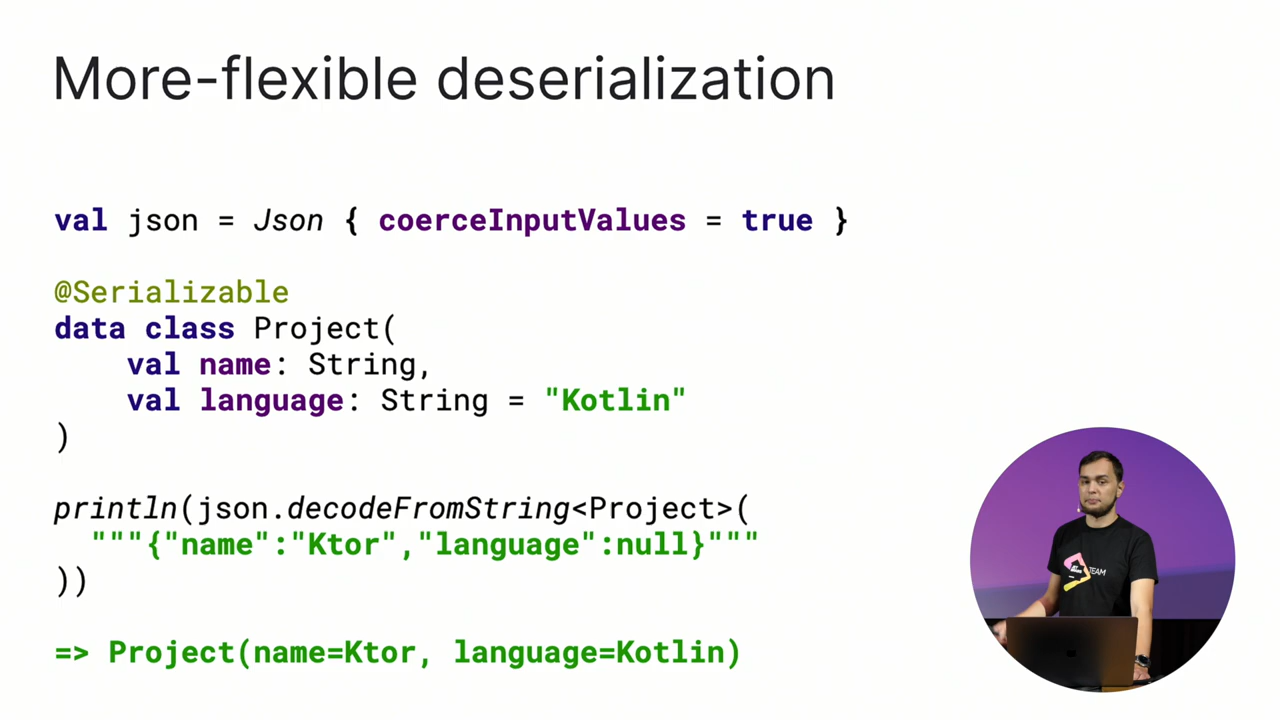 More-flexible deserialization
val json = Json { coerceInputValues = true }
@Serializable
data class Project(
    val name: String,
    val language: String = "Kotlin"
)
println(json.decodeFromString<Project>(
  """{"name":"Ktor","language":null}"""
))
=> Project(name=Ktor, language=Kotlin)
TEAM